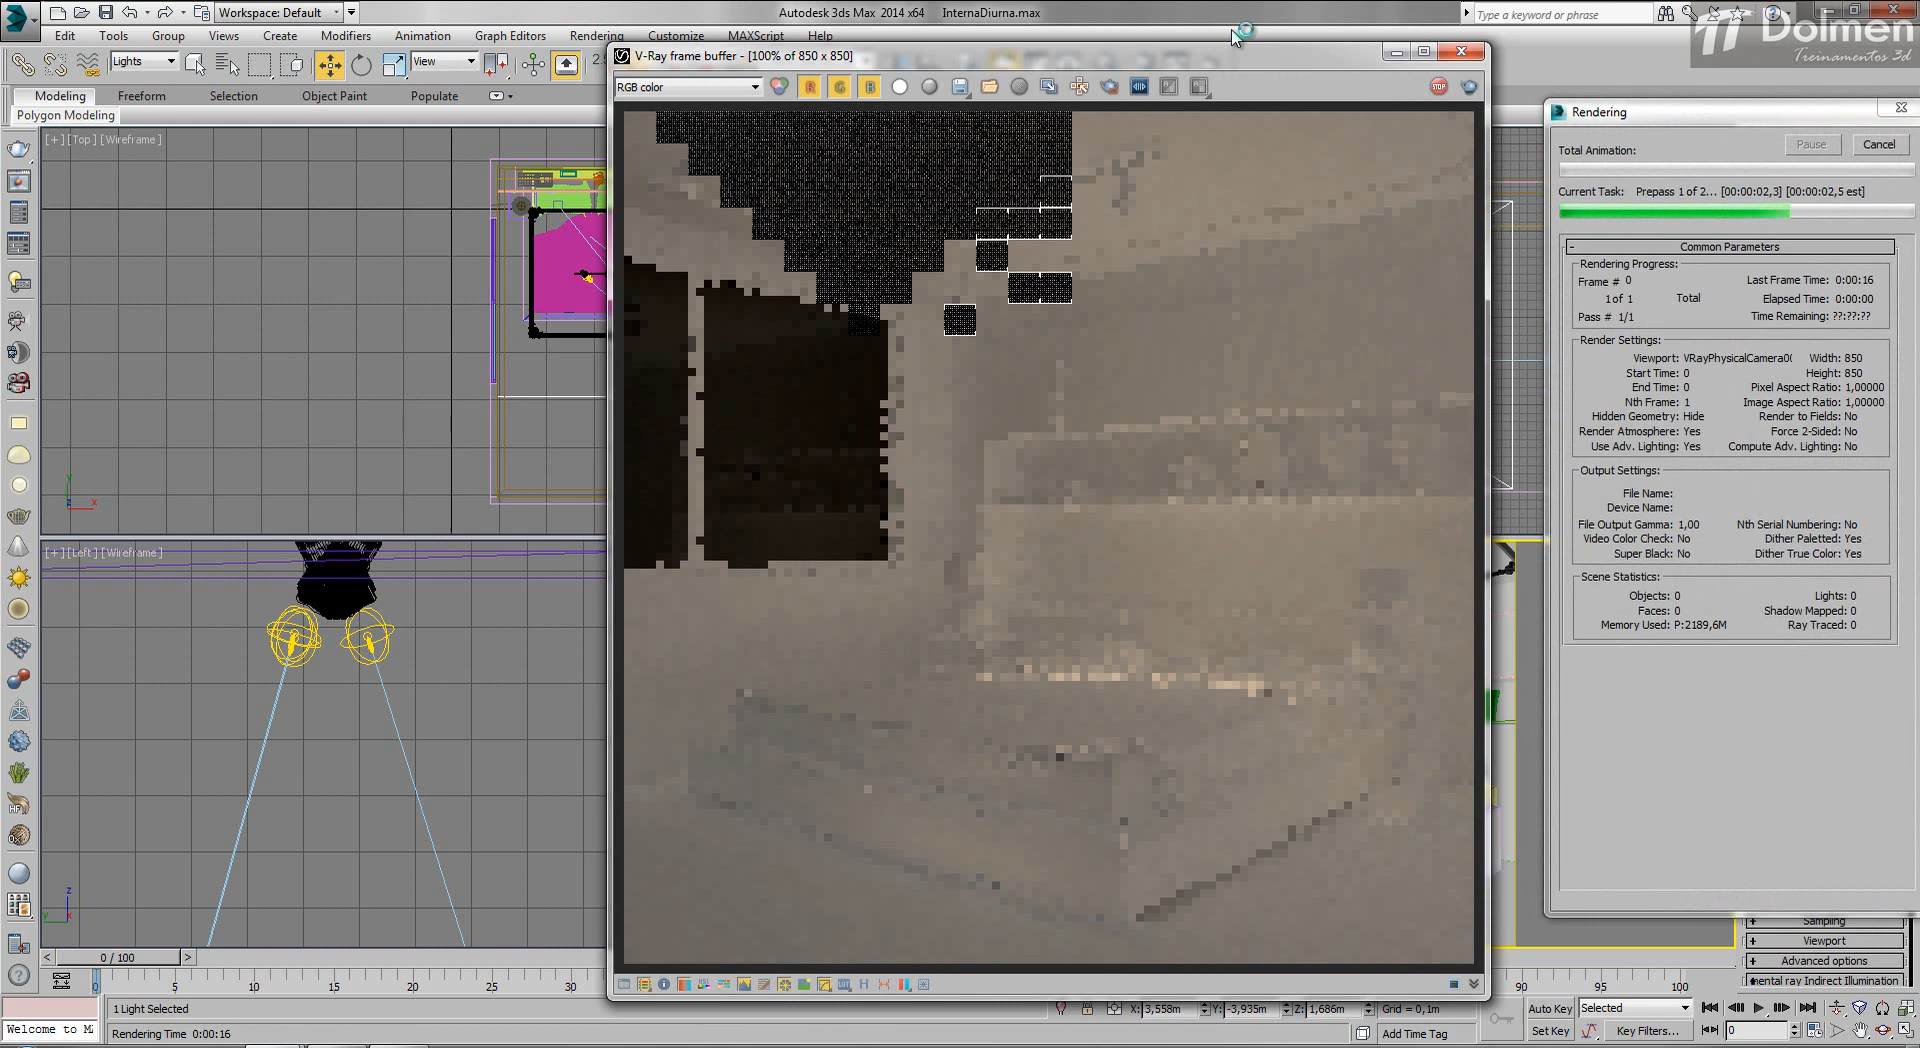 Workspace: Default
Autodesk 3ds Max 2014 x64 InternaDiurna.max
Type a keyword or phrase
Dolmen
Treinamentos 3d
Edit Tools Group Views Create Modifiers Animation Graph Editors Rendering Customize MAXScript Help
Lights
View
V-Ray frame buffer - [100% of 850 x 850]
RGB color
R G B
STOP
Modeling Freeform Selection Object Paint Populate
Polygon Modeling
[+][Top][Wireframe]
[+][Left][Wireframe]
Rendering
Total Animation:
Pause Cancel
Current Task: Prepass 1 of 2... [00:00:02,3] [00:00:02,5 est]
Common Parameters
Rendering Progress:
Frame # 0 Last Frame Time: 0:00:16
1 of 1 Total Elapsed Time: 0:00:00
Pass # 1/1 Time Remaining: ??:??:??
Render Settings:
Viewport: VRayPhysicalCamera0( Width: 850
Start Time: 0 Height: 850
End Time: 0 Pixel Aspect Ratio: 1,00000
Nth Frame: 1 Image Aspect Ratio: 1,00000
Hidden Geometry: Hide Render to Fields: No
Render Atmosphere: Yes Force 2-Sided: No
Use Adv. Lighting: Yes Compute Adv. Lighting: No
Output Settings:
File Name:
Device Name:
File Output Gamma: 1,00 Nth Serial Numbering: No
Video Color Check: No Dither Paletted: Yes
Super Black: No Dither True Color: Yes
Scene Statistics:
Objects: 0 Lights: 0
Faces: 0 Shadow Mapped: 0
Memory Used: P:2189,6M Ray Traced: 0
Sampling
Viewport
Advanced options
mental ray Indirect Illumination
0 / 100
0 5 10 15 20 25 30 90 95 100
1 Light Selected
X: 3,558m Y: -3,935m Z: 1,686m Grid = 0,1m
Auto Key Selected
Welcome to MA
Rendering Time 0:00:16
Add Time Tag
Set Key Key Filters... 0